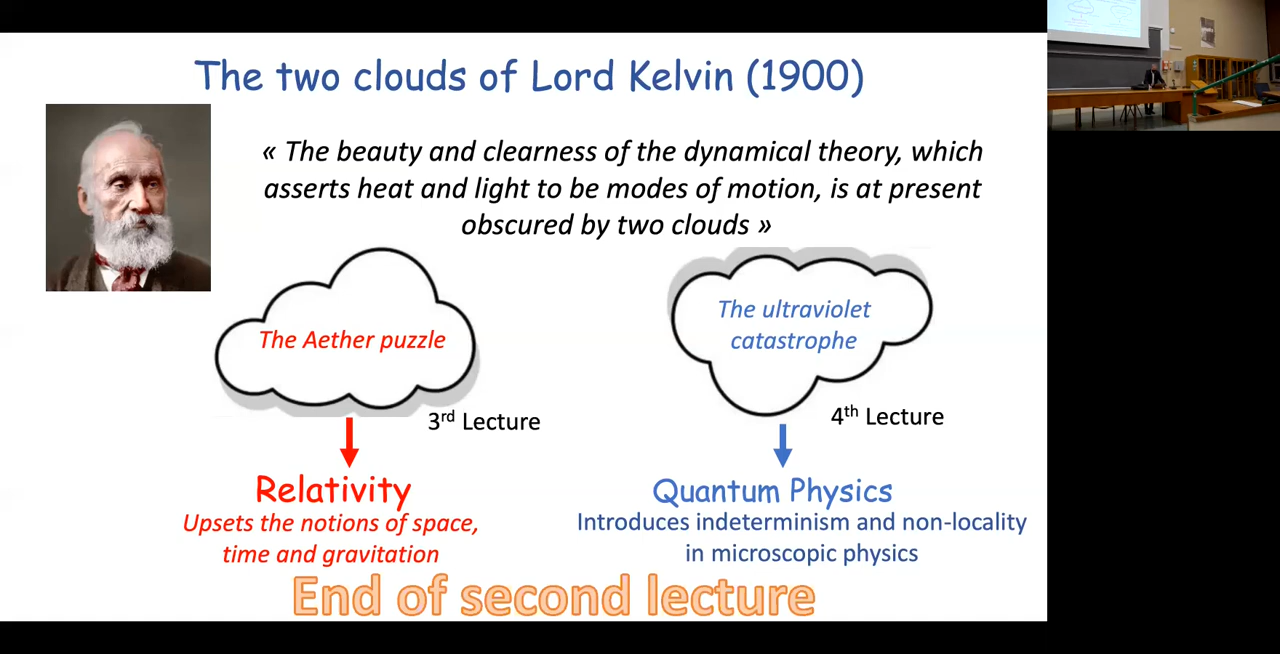 The two clouds of Lord Kelvin (1900)
« The beauty and clearness of the dynamical theory, which
asserts heat and light to be modes of motion, is at present
obscured by two clouds »
The Aether puzzle
The ultraviolet
catastrophe
3rd Lecture
4th Lecture
Relativity
Upsets the notions of space,
time and gravitation
Quantum Physics
Introduces indeterminism and non-locality
in microscopic physics
End of second lecture